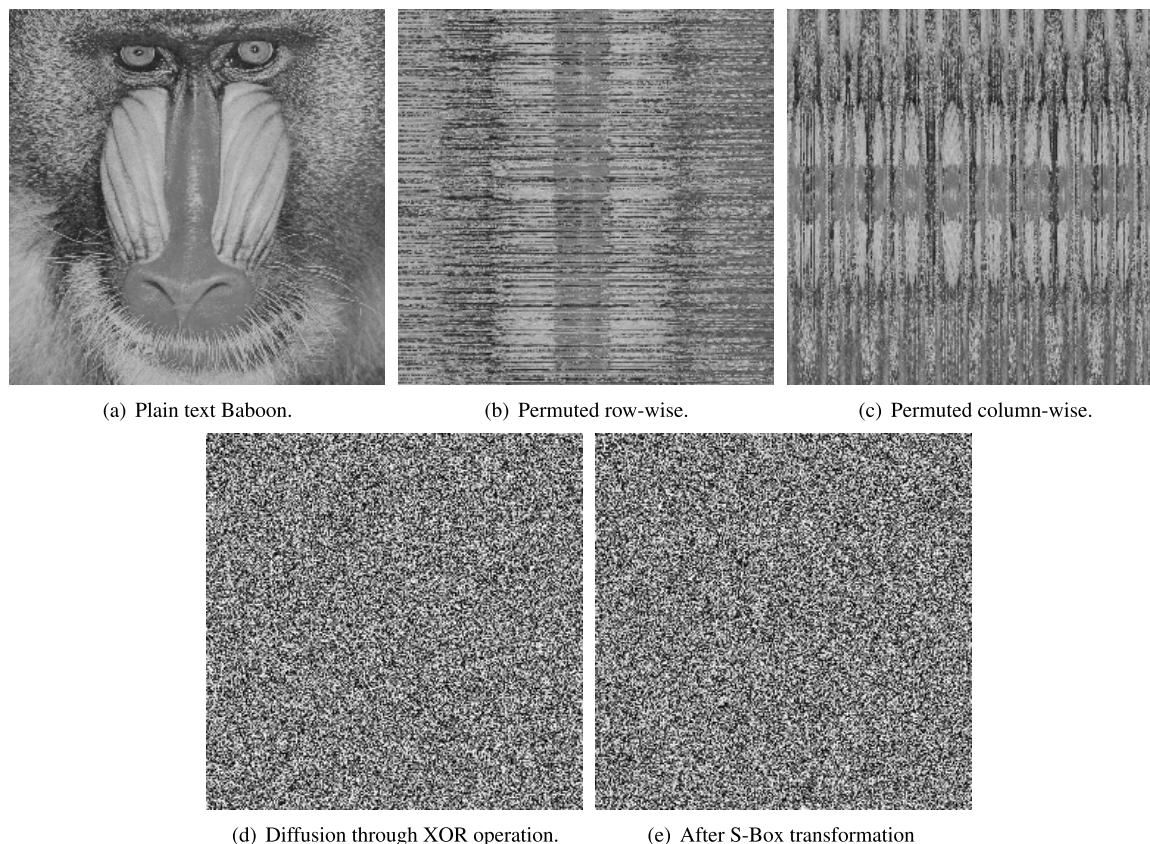 (a) Plain text Baboon.
(b) Permuted row-wise.
(c) Permuted column-wise.
(d) Diffusion through XOR operation.
(e) After S-Box transformation